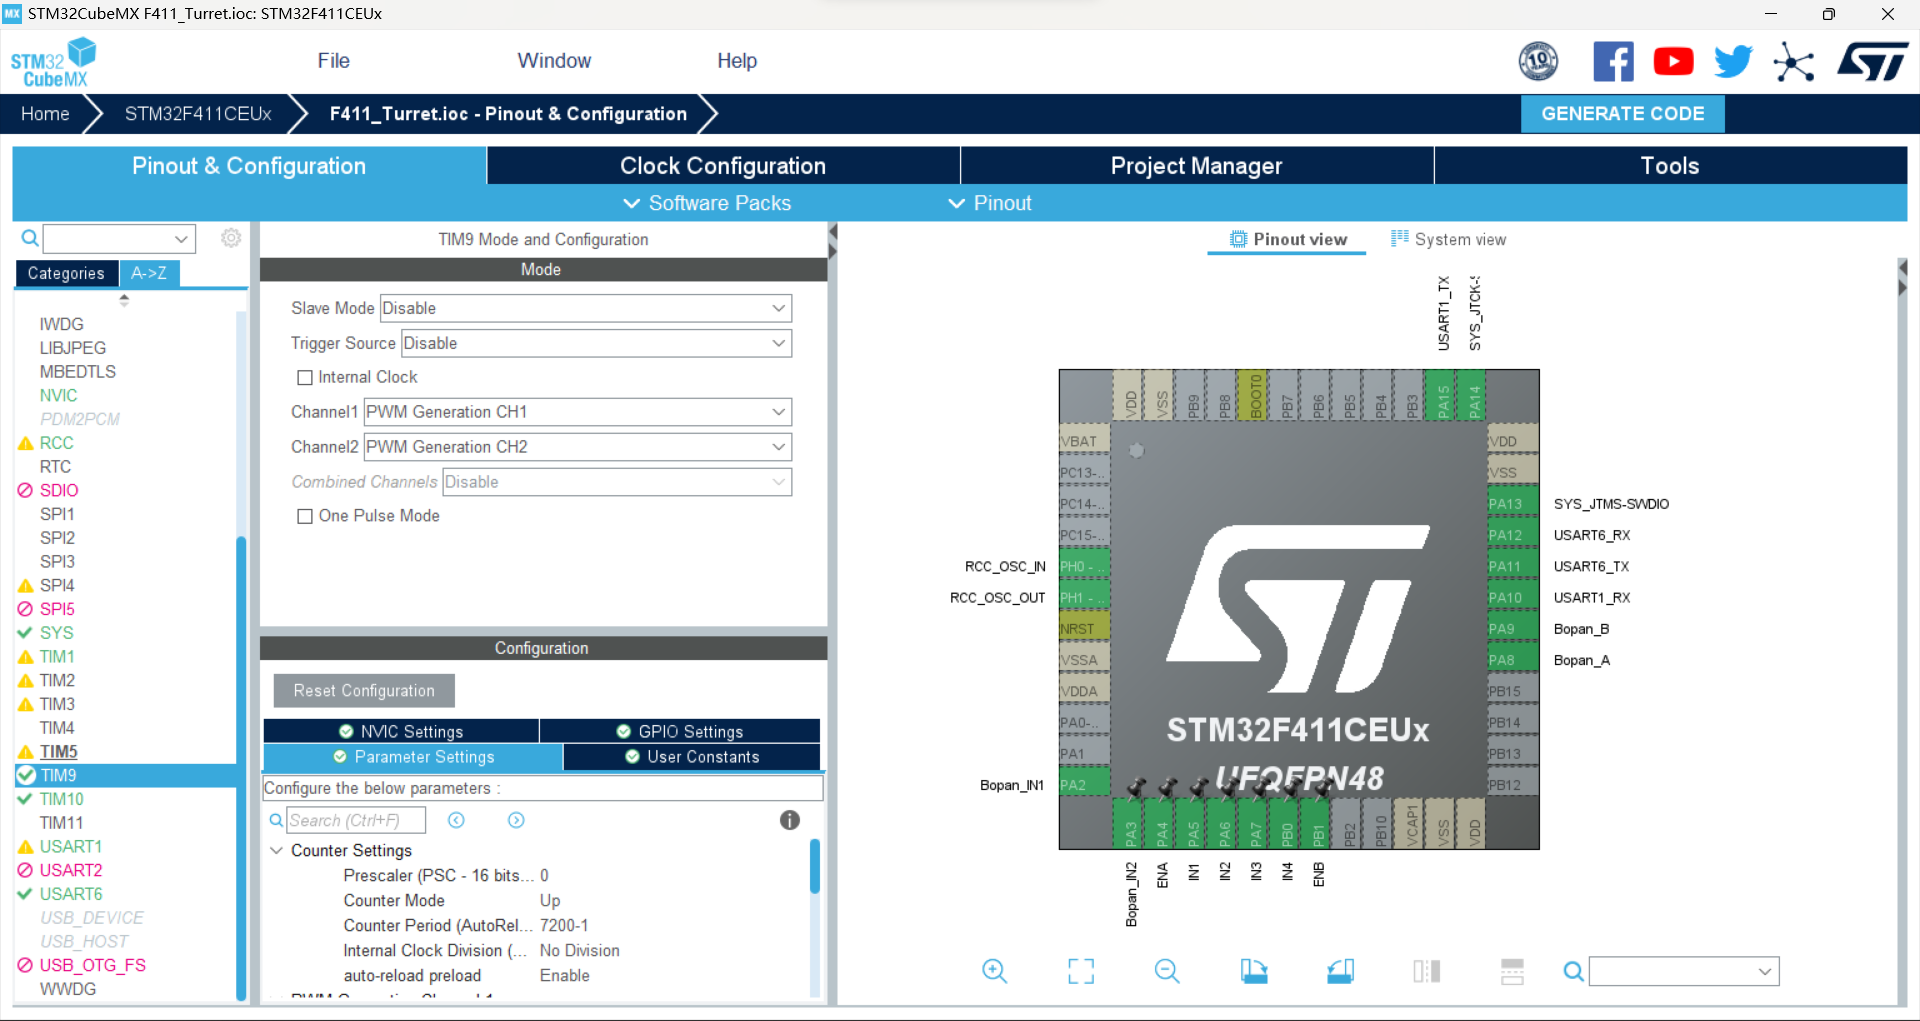 STM32CubeMX F411_Turret.ioc: STM32F411CEUx
STM32
CubeMX
File
Window
Help
10
Home
STM32F411CEUx
F411_Turret.ioc - Pinout & Configuration
GENERATE CODE
Pinout & Configuration
Clock Configuration
Project Manager
Tools
Software Packs
Pinout
Categories
A->Z
IWDG
LIBJPEG
MBEDTLS
NVIC
PDM2PCM
RCC
RTC
SDIO
SPI1
SPI2
SPI3
SPI4
SPI5
SYS
TIM1
TIM2
TIM3
TIM4
TIM5
TIM9
TIM10
TIM11
USART1
USART2
USART6
USB_DEVICE
USB_HOST
USB_OTG_FS
WWDG
TIM9 Mode and Configuration
Mode
Slave Mode Disable
Trigger Source Disable
Internal Clock
Channel1 PWM Generation CH1
Channel2 PWM Generation CH2
Combined Channels Disable
One Pulse Mode
Configuration
Reset Configuration
NVIC Settings
GPIO Settings
Parameter Settings
User Constants
Configure the below parameters :
Search (Ctrl+F)
Counter Settings
Prescaler (PSC - 16 bits... 0
Counter Mode Up
Counter Period (AutoRel... 7200-1
Internal Clock Division (... No Division
auto-reload preload Enable
Pinout view
System view
USART1_TX
SYS_JTCK-S
VDD
VSS
PB9
PB8
BOOT0
PB7
PB6
PB5
PB4
PB3
PA15
PA14
VBAT
PC13-..
PC14-..
PC15-..
RCC_OSC_IN PH0 - ..
RCC_OSC_OUT PH1 - ..
NRST
VSSA
VDDA
PA0-..
PA1
Bopan_IN1 PA2
VDD
VSS
PA13 SYS_JTMS-SWDIO
PA12 USART6_RX
PA11 USART6_TX
PA10 USART1_RX
PA9 Bopan_B
PA8 Bopan_A
PB15
PB14
PB13
PB12
STM32F411CEUx
UFQFPN48
PA3
PA4
PA5
PA6
PA7
PB0
PB1
PB2
PB10
VCAP1
VSS
VDD
Bopan_IN2
ENA
IN1
IN2
IN3
IN4
ENB